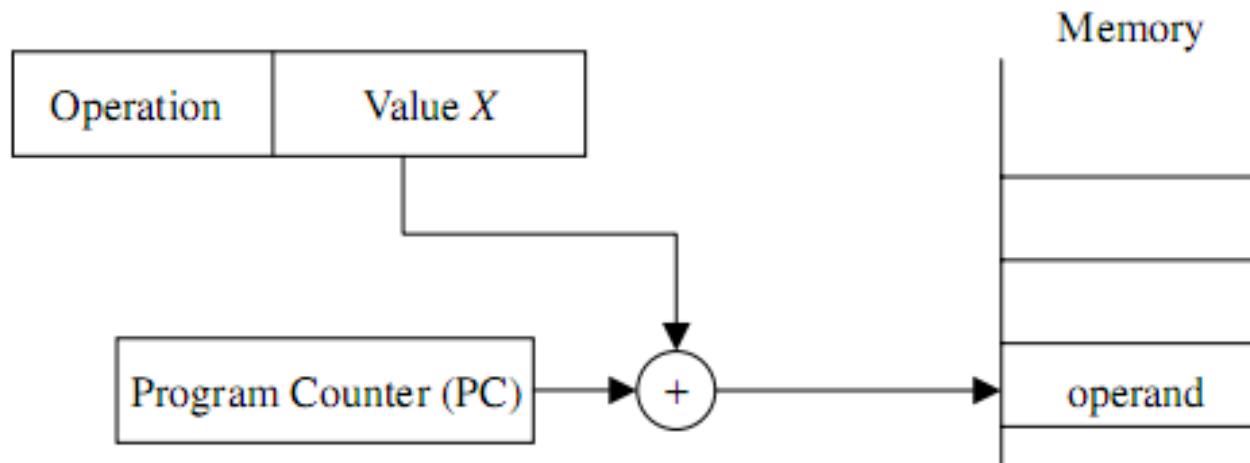 Memory
Operation
Value X
Program Counter (PC)
+
operand